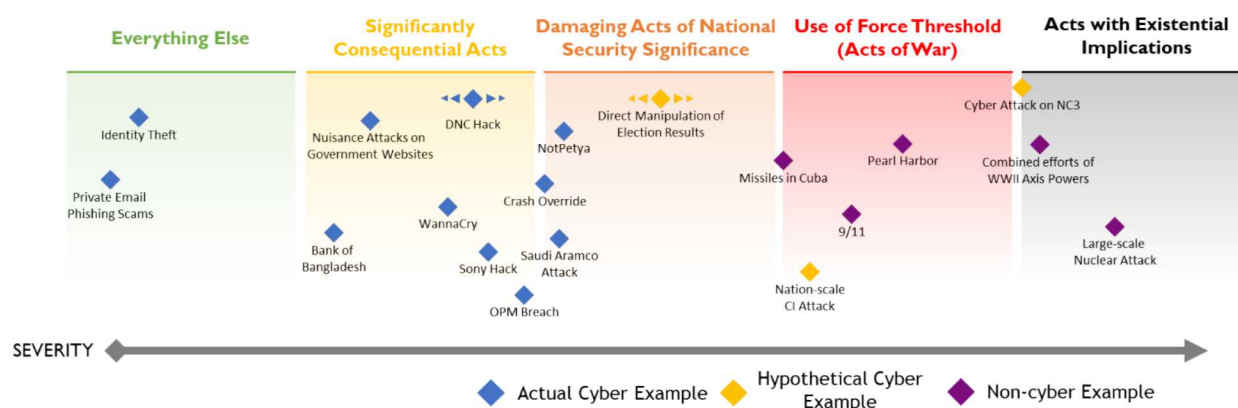 Everything Else
Significantly
Consequential Acts
Damaging Acts of National
Security Significance
Use of Force Threshold
(Acts of War)
Acts with Existential
Implications
Identity Theft
Private Email
Phishing Scams
Nuisance Attacks on
Government Websites
DNC Hack
WannaCry
Bank of
Bangladesh
Sony Hack
OPM Breach
NotPetya
Direct Manipulation of
Election Results
Crash Override
Saudi Aramco
Attack
Missiles in Cuba
Pearl Harbor
9/11
Nation-scale
CI Attack
Cyber Attack on NC3
Combined efforts of
WWII Axis Powers
Large-scale
Nuclear Attack
SEVERITY
Actual Cyber Example
Hypothetical Cyber
Example
Non-cyber Example